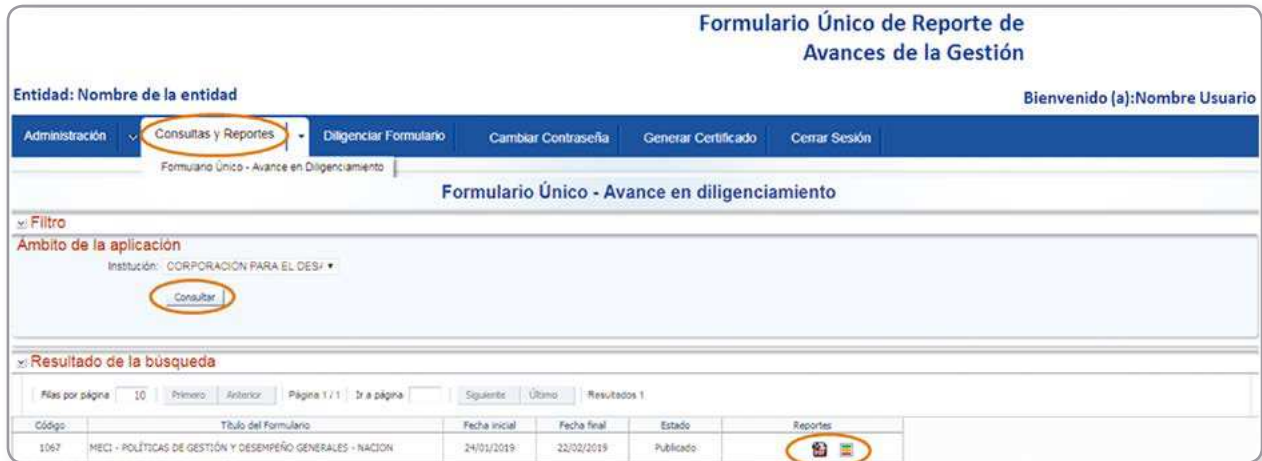 Formulario Único de Reporte de
Avances de la Gestión
Entidad: Nombre de la entidad
Bienvenido (a):Nombre Usuario
Administración Consultas y Reportes Diligenciar Formulario Cambiar Contraseña Generar Certificado Cerrar Sesión
Formulario Único - Avance en Diligenciamiento
Formulario Único - Avance en diligenciamiento
Filtro
Ámbito de la aplicación
Institución: CORPORACION PARA EL DESA
Consultar
Resultado de la búsqueda
Filas por página 10 Primero Anterior Página 1 / 1 Ir a página Siguiente Último Resultados 1
Código Título del Formulario Fecha inicial Fecha final Estado Reportes
1067 MECI - POLÍTICAS DE GESTIÓN Y DESEMPEÑO GENERALES - NACION 24/01/2019 22/02/2019 Publicado